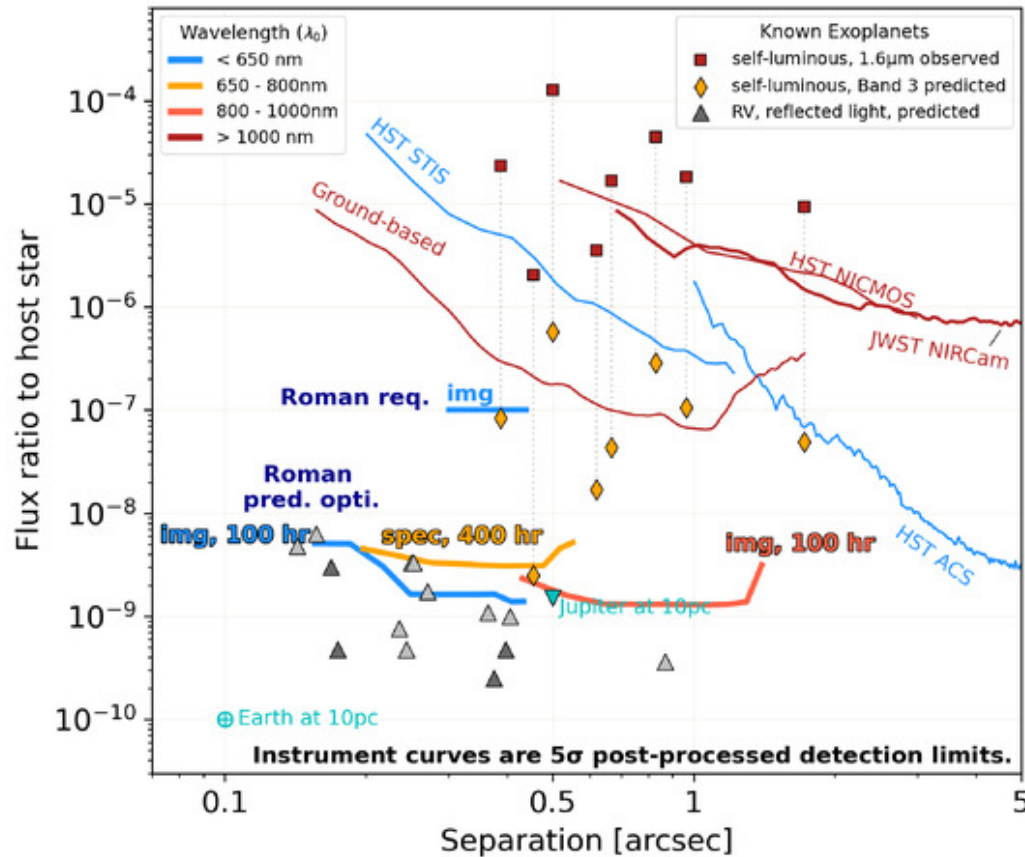 Wavelength (λ₀)
< 650 nm
650 - 800nm
800 - 1000nm
> 1000 nm
Known Exoplanets
self-luminous, 1.6μm observed
self-luminous, Band 3 predicted
RV, reflected light, predicted
HST STIS
Ground-based
HST NICMOS
JWST NIRCam
HST ACS
Roman req.
img
Roman
pred. opti.
img, 100 hr
spec, 400 hr
img, 100 hr
Jupiter at 10pc
Earth at 10pc
Instrument curves are 5σ post-processed detection limits.
Flux ratio to host star
10⁻⁴
10⁻⁵
10⁻⁶
10⁻⁷
10⁻⁸
10⁻⁹
10⁻¹⁰
0.1
0.5
1
5
Separation [arcsec]